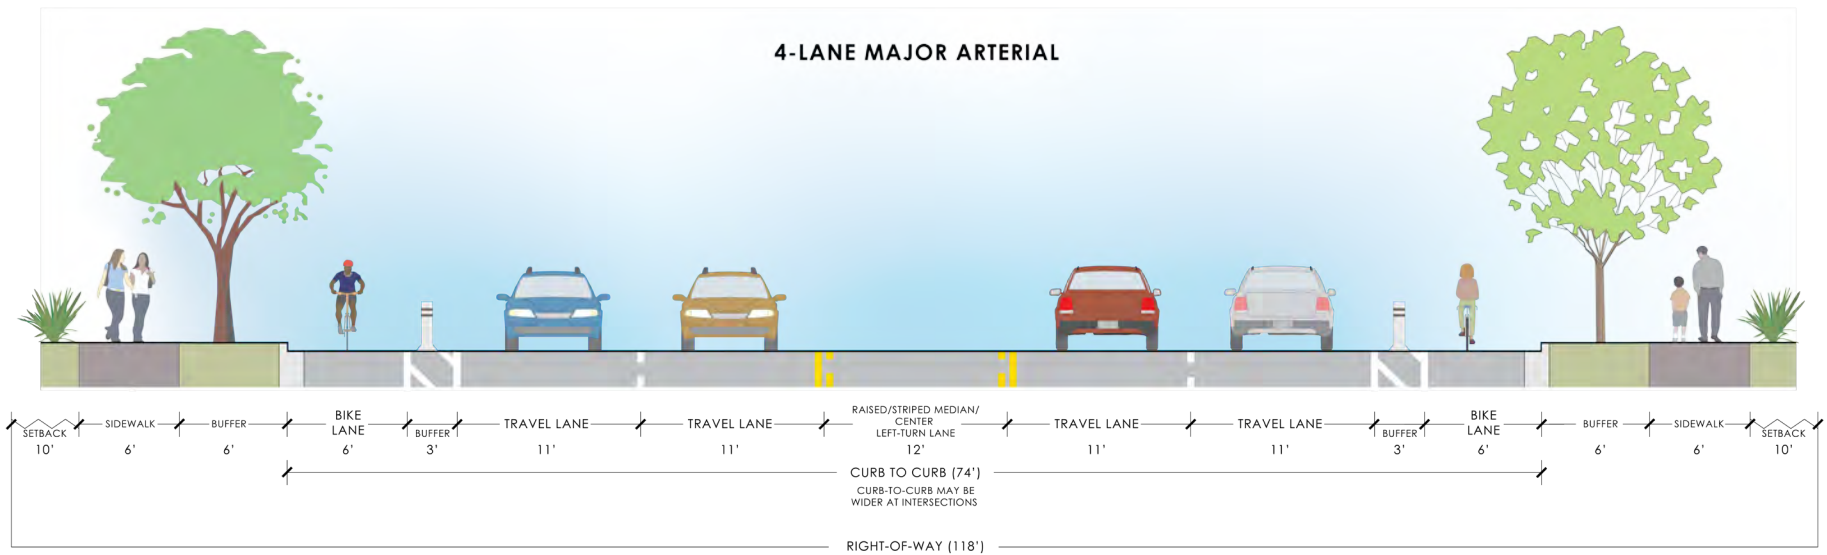 4-LANE MAJOR ARTERIAL
SETBACK
10'
SIDEWALK
6'
BUFFER
6'
BIKE
LANE
6'
BUFFER
3'
TRAVEL LANE
11'
TRAVEL LANE
11'
RAISED/STRIPED MEDIAN/
CENTER
LEFT-TURN LANE
12'
TRAVEL LANE
11'
TRAVEL LANE
11'
BUFFER
3'
BIKE
LANE
6'
BUFFER
6'
SIDEWALK
6'
SETBACK
10'
CURB TO CURB (74')
CURB-TO-CURB MAY BE
WIDER AT INTERSECTIONS
RIGHT-OF-WAY (118')